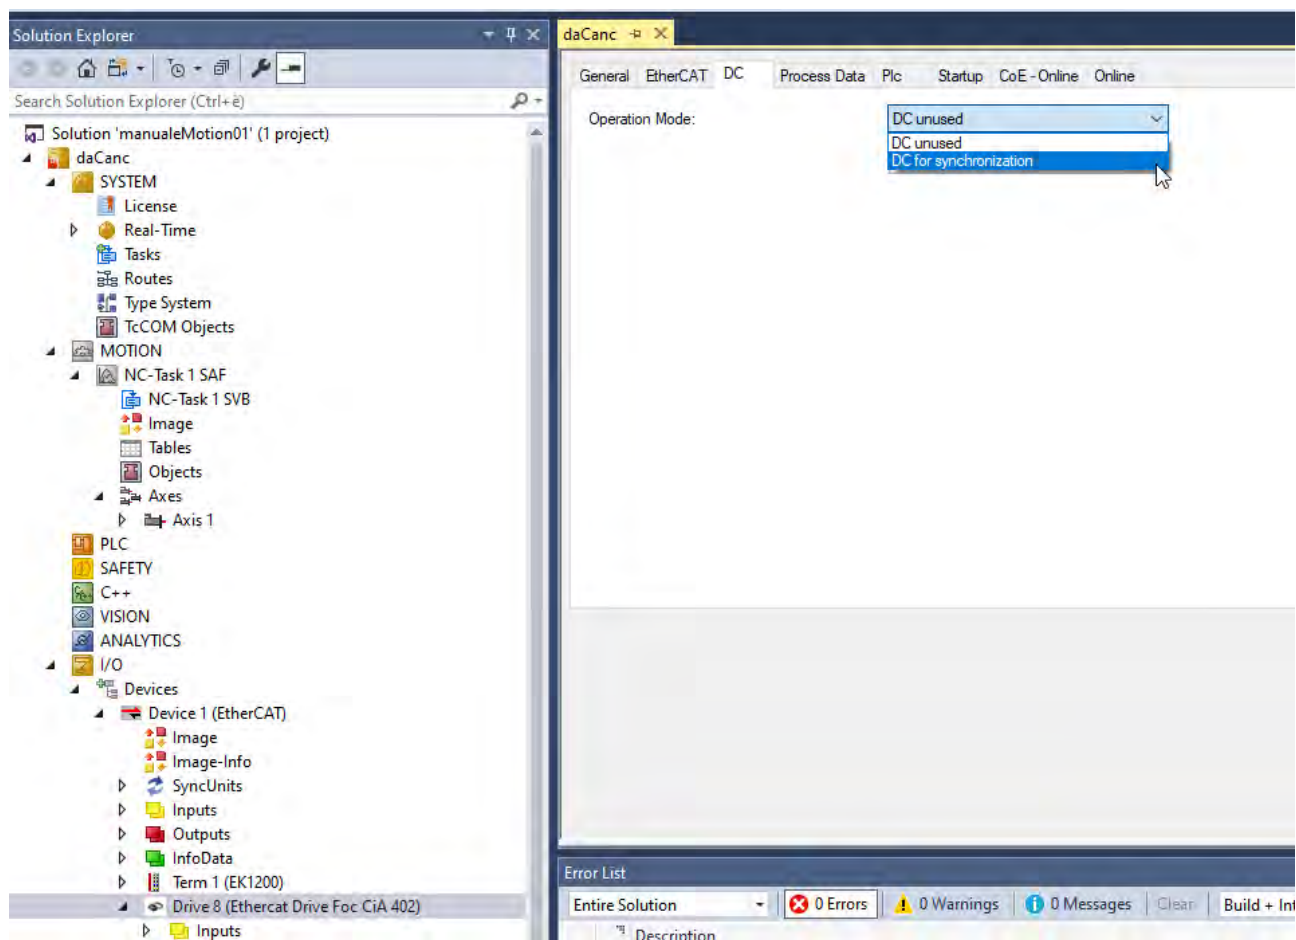 Solution Explorer
Search Solution Explorer (Ctrl+è)
Solution 'manualeMotion01' (1 project)
daCanc
SYSTEM
License
Real-Time
Tasks
Routes
Type System
TcCOM Objects
MOTION
NC-Task 1 SAF
NC-Task 1 SVB
Image
Tables
Objects
Axes
Axis 1
PLC
SAFETY
C++
VISION
ANALYTICS
I/O
Devices
Device 1 (EtherCAT)
Image
Image-Info
SyncUnits
Inputs
Outputs
InfoData
Term 1 (EK1200)
Drive 8 (Ethercat Drive Foc CiA 402)
Inputs
daCanc
General EtherCAT DC Process Data Plc Startup CoE - Online Online
Operation Mode: DC unused
DC unused
DC for synchronization
Error List
Entire Solution 0 Errors 0 Warnings 0 Messages Clear Build + Int
Description